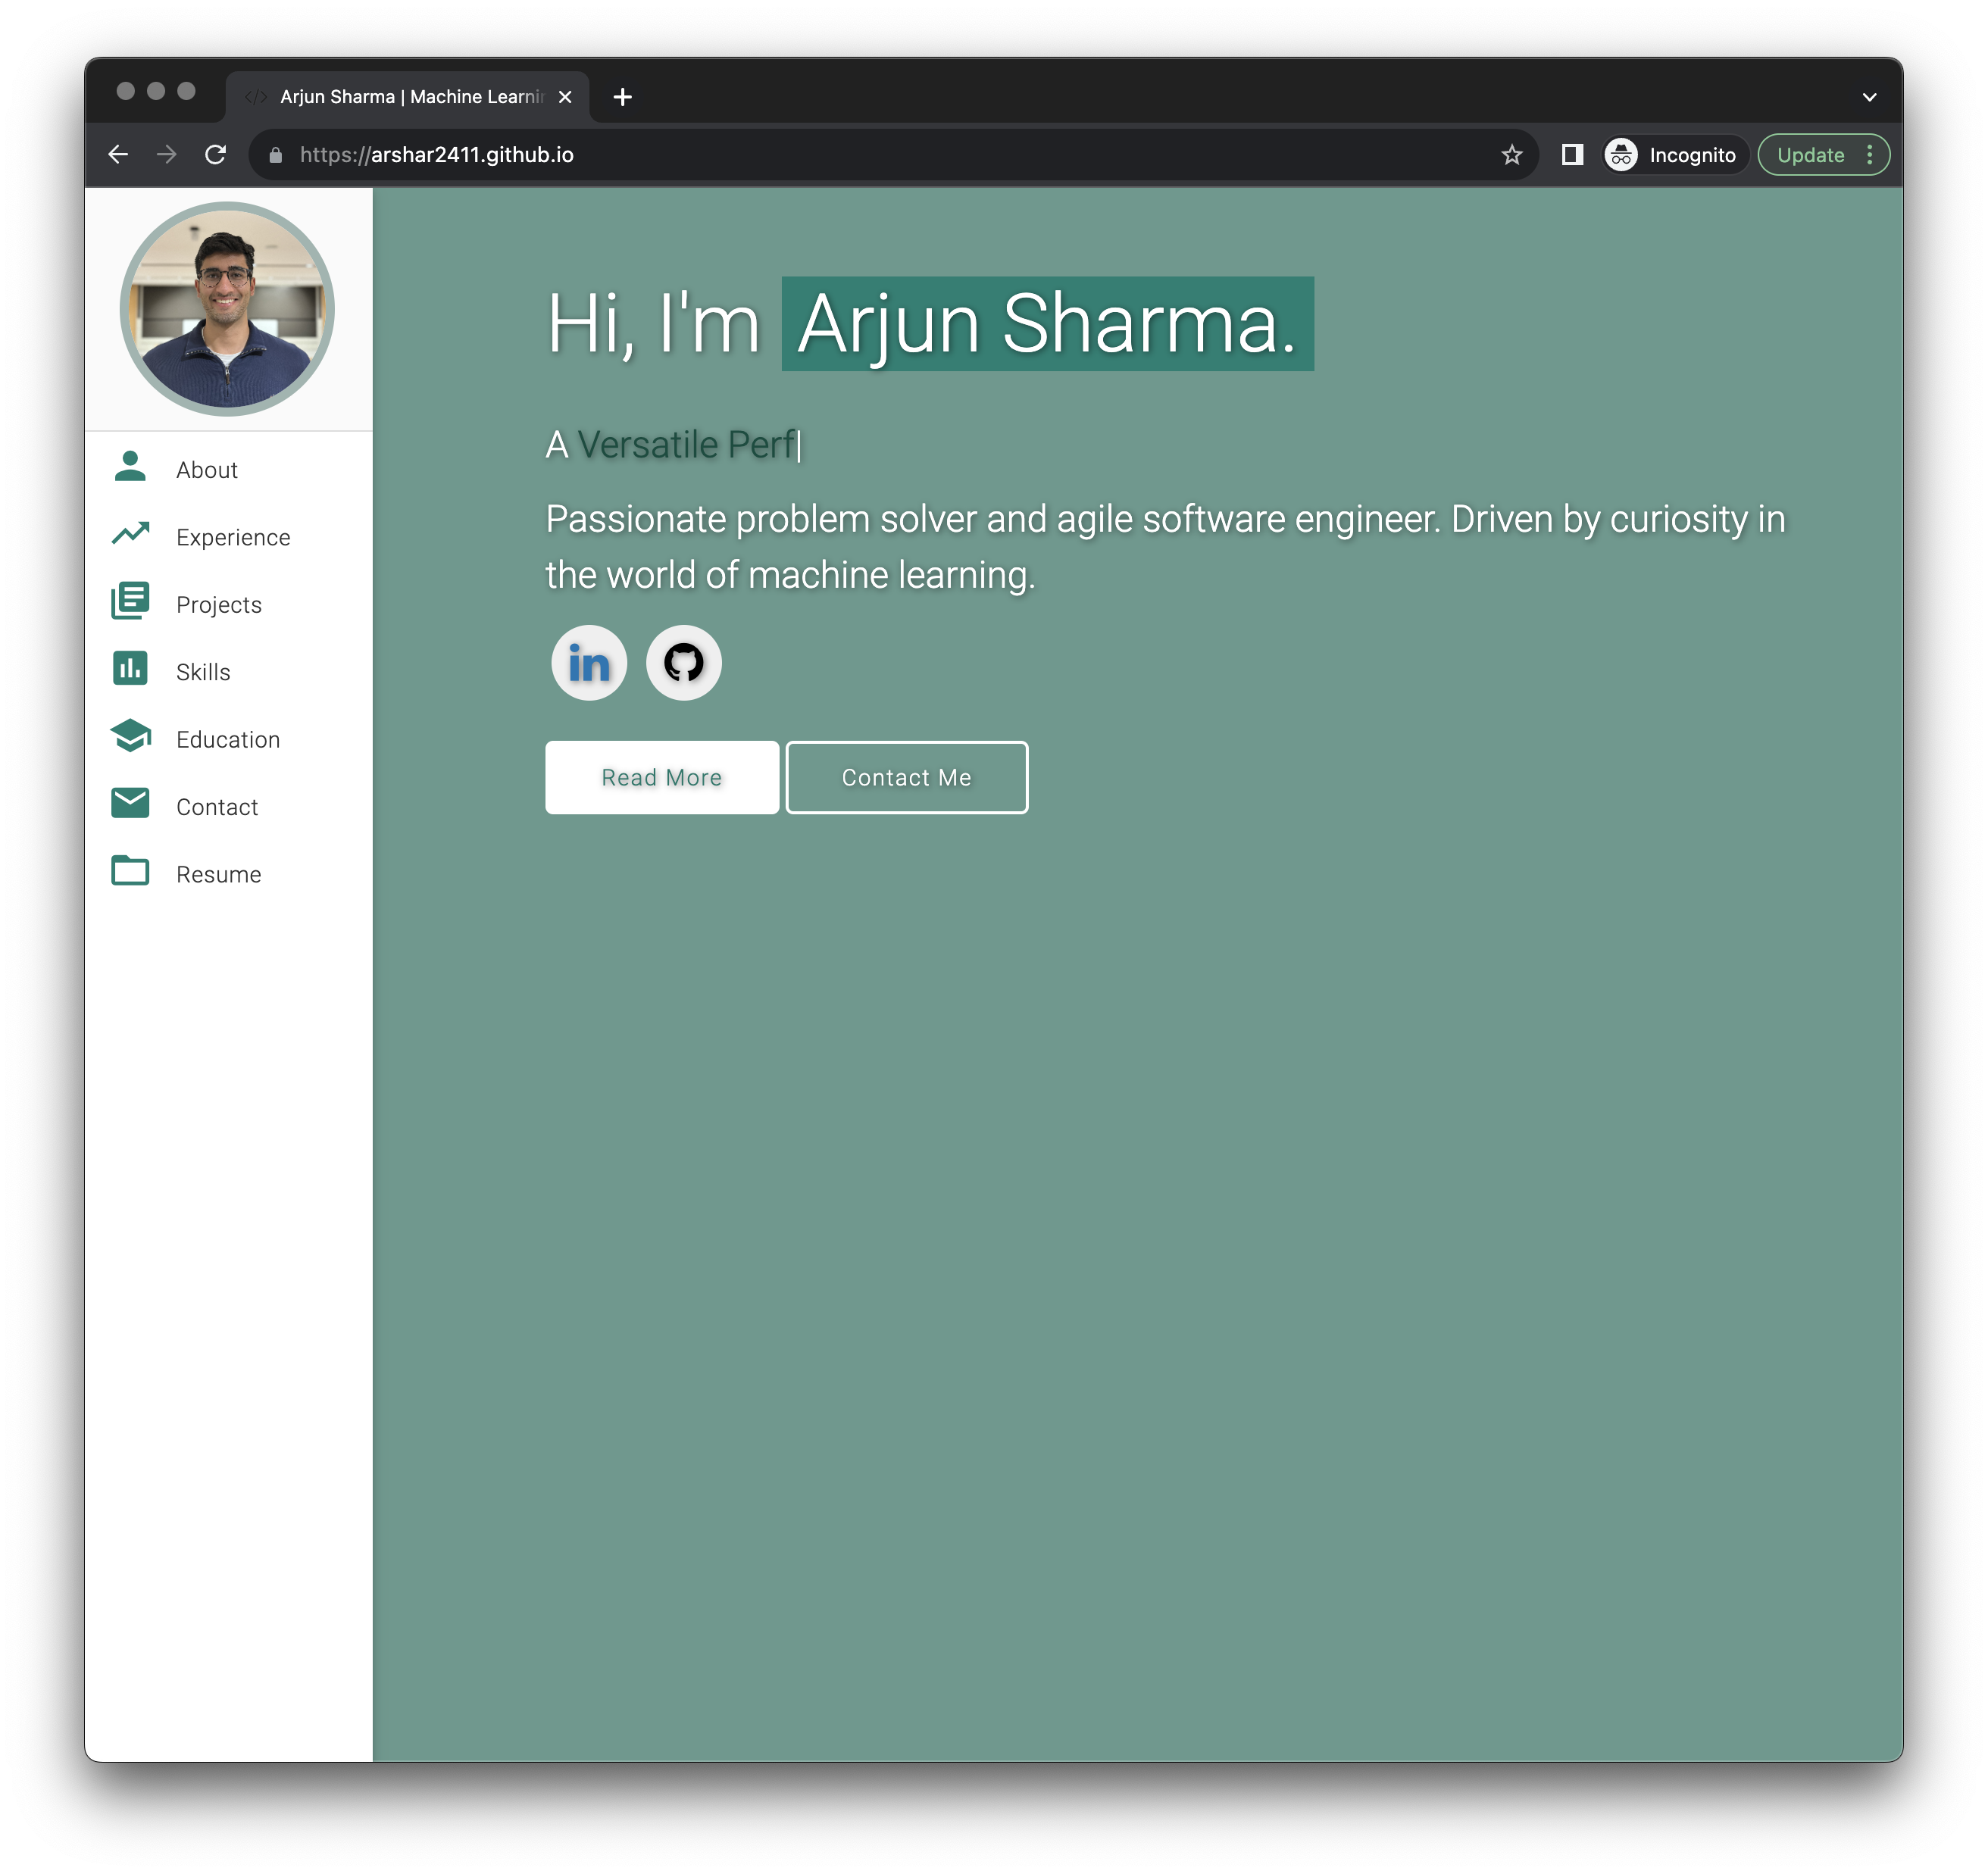 Arjun Sharma | Machine Learnin
https://arshar2411.github.io
Incognito
Update
Hi, I'm Arjun Sharma.
A Versatile Perf|
Passionate problem solver and agile software engineer. Driven by curiosity in
the world of machine learning.
in
Read More
Contact Me
About
Experience
Projects
Skills
Education
Contact
Resume